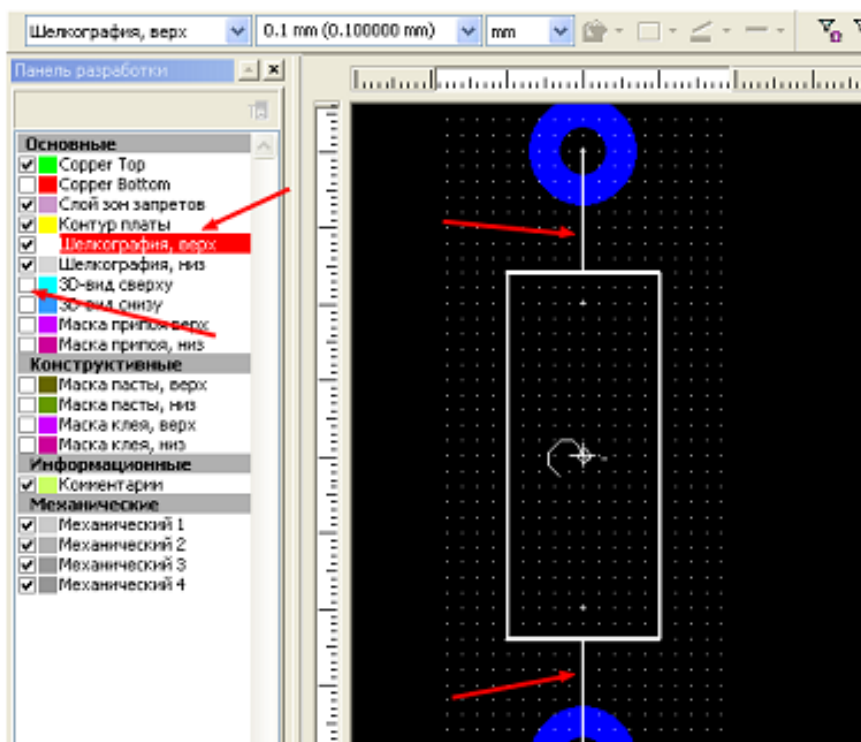 Шелкография, верх 0.1 mm (0.100000 mm) mm
Панель разработки
Основные
Copper Top
Copper Bottom
Слой зон запретов
Контур платы
Шелкография, верх
Шелкография, низ
3D-вид сверху
3D-вид снизу
Маска припоя верх
Маска припоя, низ
Конструктивные
Маска пасты, верх
Маска пасты, низ
Маска клея, верх
Маска клея, низ
Информационные
Комментарии
Механические
Механический 1
Механический 2
Механический 3
Механический 4